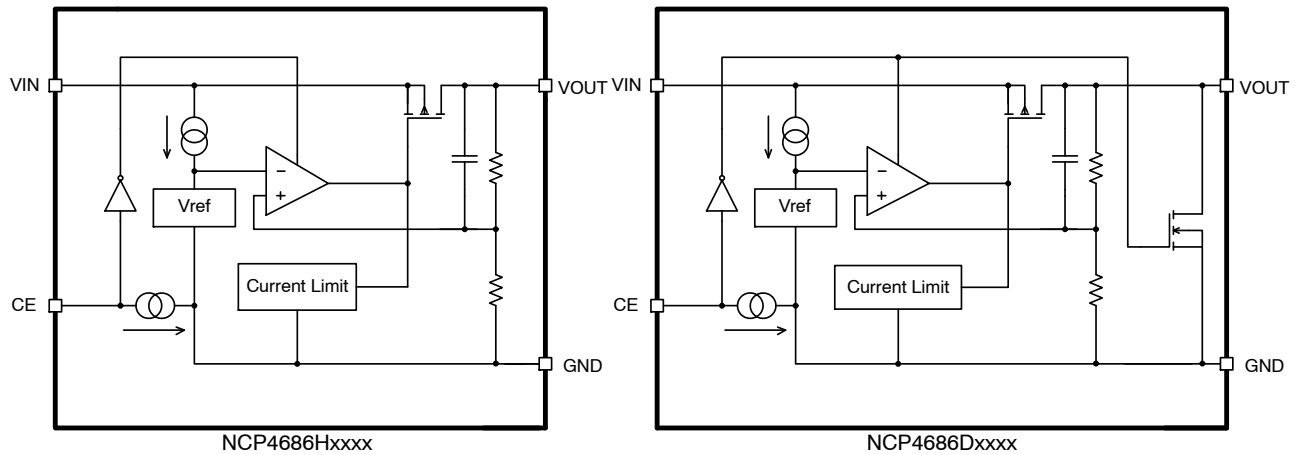 VIN
VOUT
−
+
Vref
Current Limit
CE
GND
NCP4686Hxxxx
VIN
VOUT
−
+
Vref
Current Limit
CE
GND
NCP4686Dxxxx